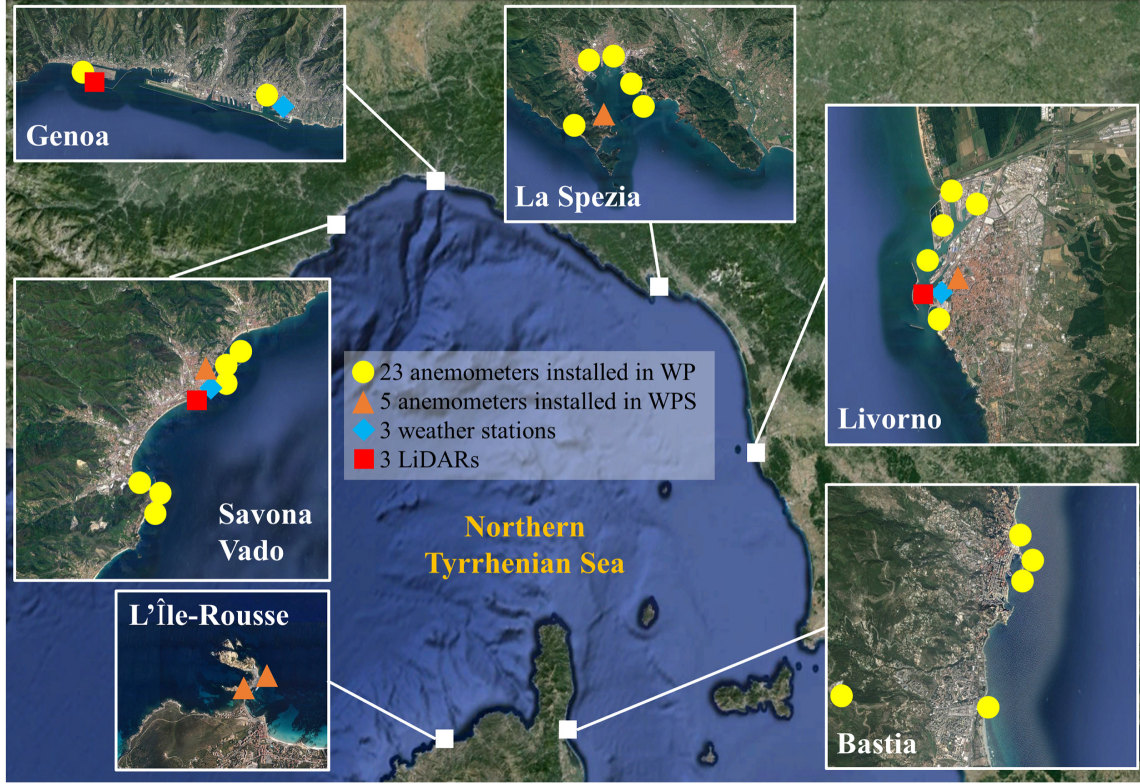 Genoa
La Spezia
Livorno
23 anemometers installed in WP
5 anemometers installed in WPS
3 weather stations
3 LiDARs
Savona
Vado
Northern
Tyrrhenian Sea
L'Île-Rousse
Bastia